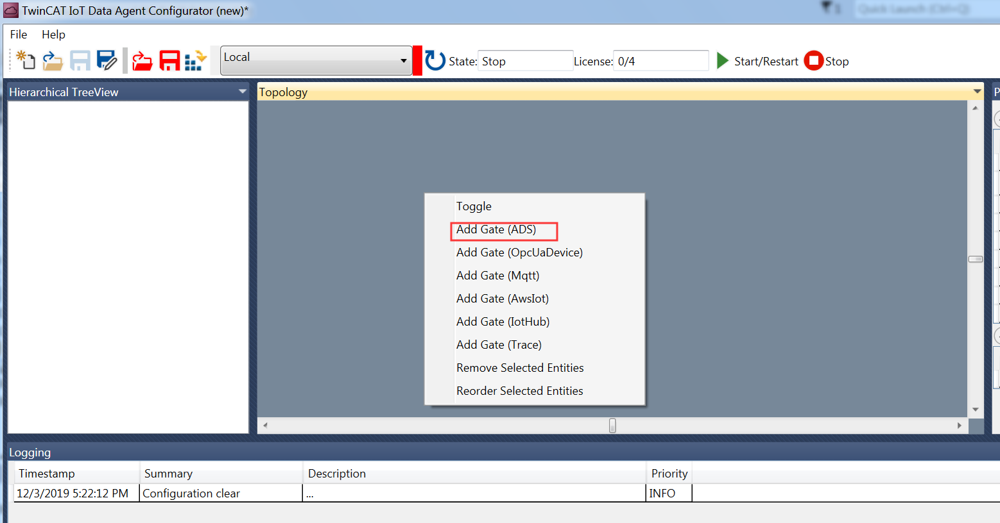 TwinCAT IoT Data Agent Configurator (new)*
Quick Launch (Ctrl+Q)
File Help
Local
State: Stop License: 0/4 Start/Restart Stop
Hierarchical TreeView
Topology
P
Toggle
Add Gate (ADS)
Add Gate (OpcUaDevice)
Add Gate (Mqtt)
Add Gate (AwsIot)
Add Gate (IotHub)
Add Gate (Trace)
Remove Selected Entities
Reorder Selected Entities
Logging
Timestamp Summary Description Priority
12/3/2019 5:22:12 PM Configuration clear ... INFO